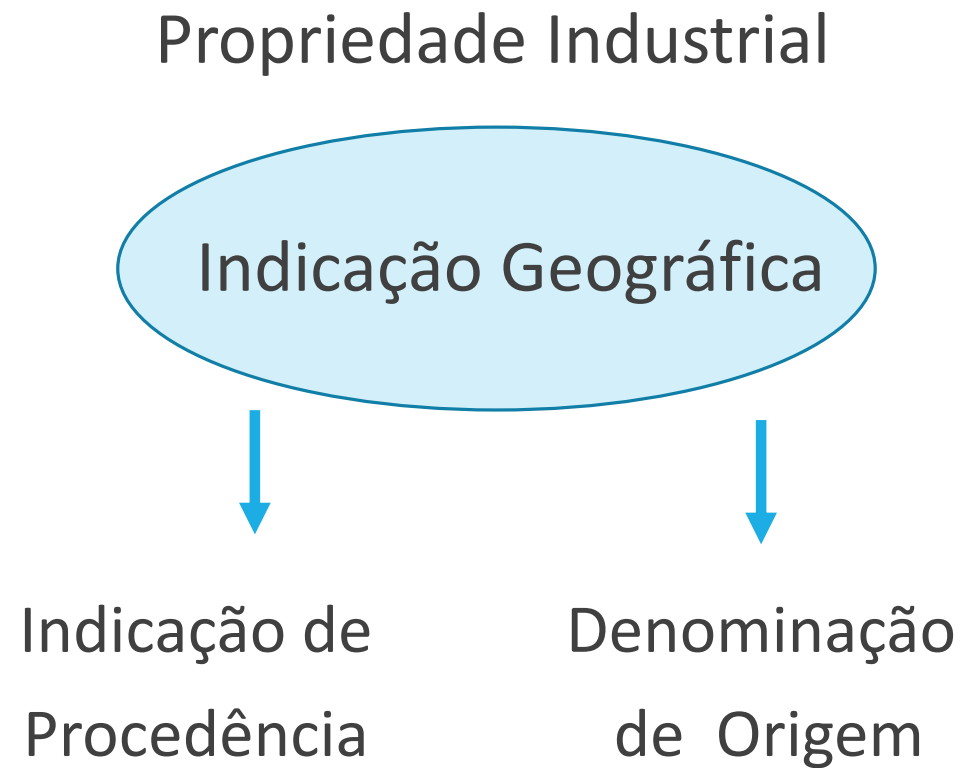 Propriedade Industrial
Indicação Geográfica
Indicação de
Procedência
Denominação
de Origem